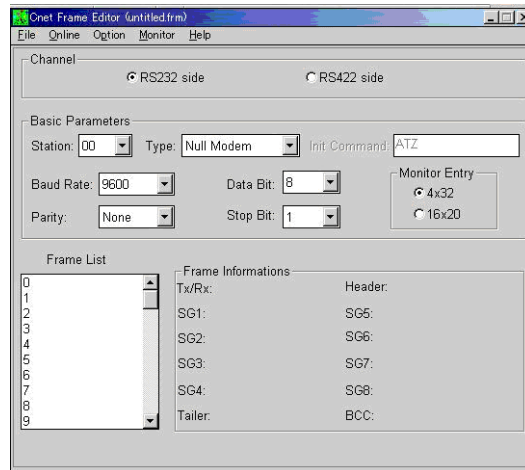 Cnet Frame Editor (untitled.frm)
File Online Option Monitor Help
Channel
RS232 side RS422 side
Basic Parameters
Station: 00 Type: Null Modem Init Command: ATZ
Baud Rate: 9600 Data Bit: 8 Monitor Entry
4x32
Parity: None Stop Bit: 1 16x20
Frame List Frame Informations
0 Tx/Rx: Header:
1
2 SG1: SG5:
3 SG2: SG6:
4
5 SG3: SG7:
6
7 SG4: SG8:
8
9 Tailer: BCC: